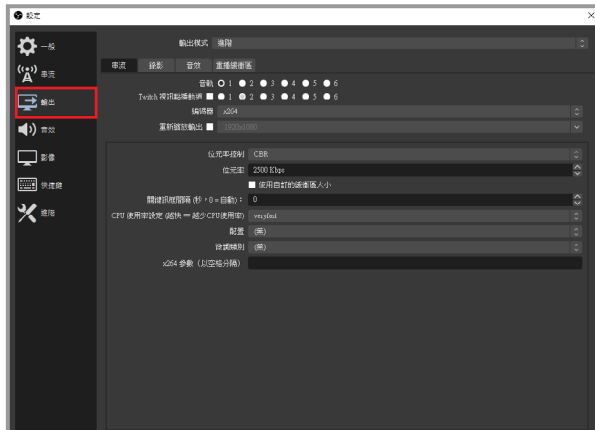 設定
一般
串流
輸出
音效
影像
快捷鍵
進階
輸出模式 進階
串流 錄影 音效 重播緩衝區
音軌 1 2 3 4 5 6
Twitch 視訊點播軌道 1 2 3 4 5 6
編碼器 x264
重新縮放輸出 1920x1080
位元率控制 CBR
位元率 2500 Kbps
使用自訂的緩衝區大小
關鍵訊框間隔 (秒，0=自動)： 0
CPU 使用率設定 (越快 = 越少CPU使用率) veryfast
配置 (無)
微調類別 (無)
x264 參數（以空格分隔）